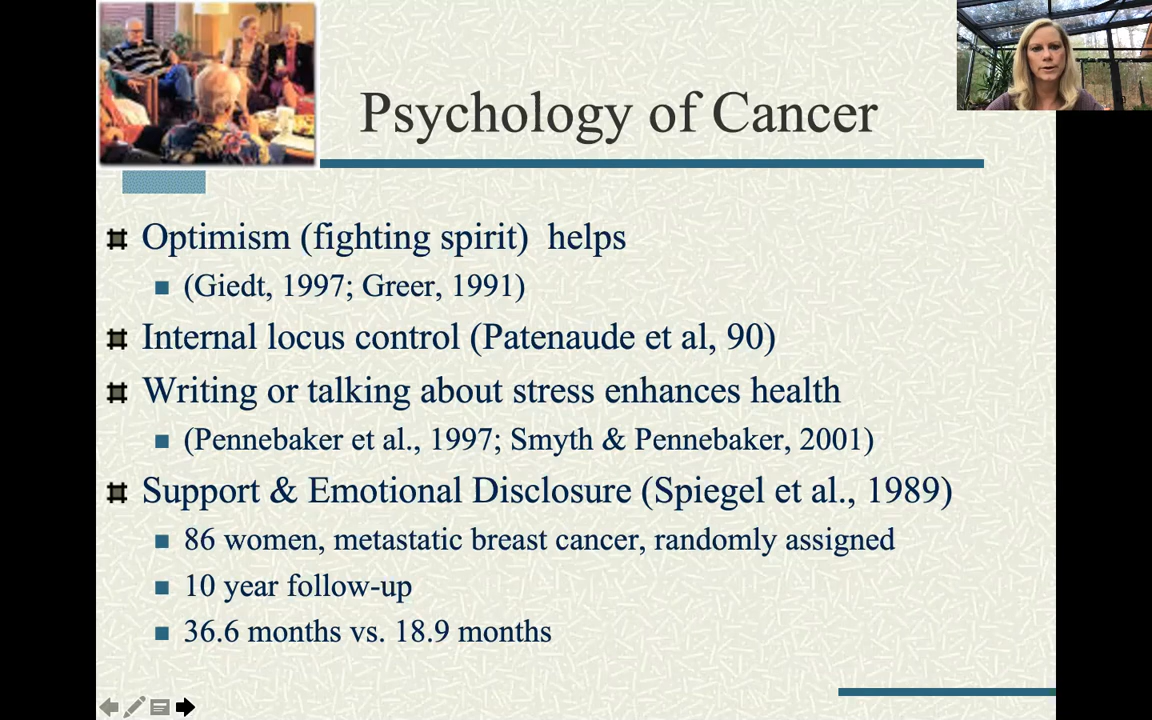 Psychology of Cancer
Optimism (fighting spirit)  helps
(Giedt, 1997; Greer, 1991)
Internal locus control (Patenaude et al, 90)
Writing or talking about stress enhances health
(Pennebaker et al., 1997; Smyth & Pennebaker, 2001)
Support & Emotional Disclosure (Spiegel et al., 1989)
86 women, metastatic breast cancer, randomly assigned
10 year follow-up
36.6 months vs. 18.9 months